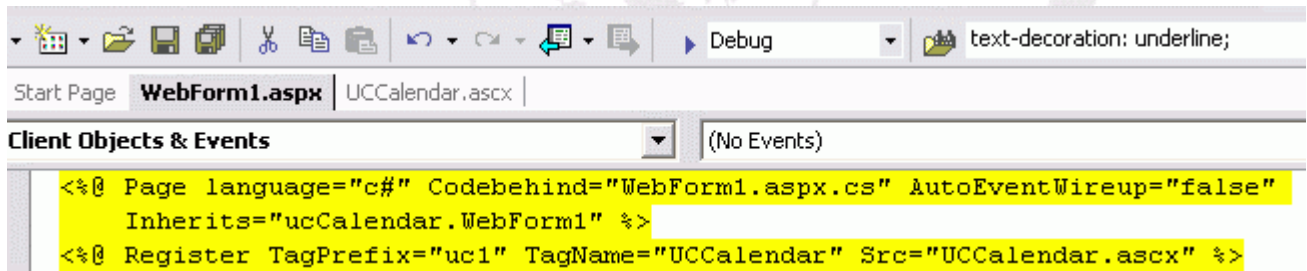 Debug text-decoration: underline;
Start Page WebForm1.aspx UCCalendar.ascx
Client Objects & Events (No Events)
<%@ Page language="c#" Codebehind="WebForm1.aspx.cs" AutoEventWireup="false"
Inherits="ucCalendar.WebForm1" %>
<%@ Register TagPrefix="uc1" TagName="UCCalendar" Src="UCCalendar.ascx" %>